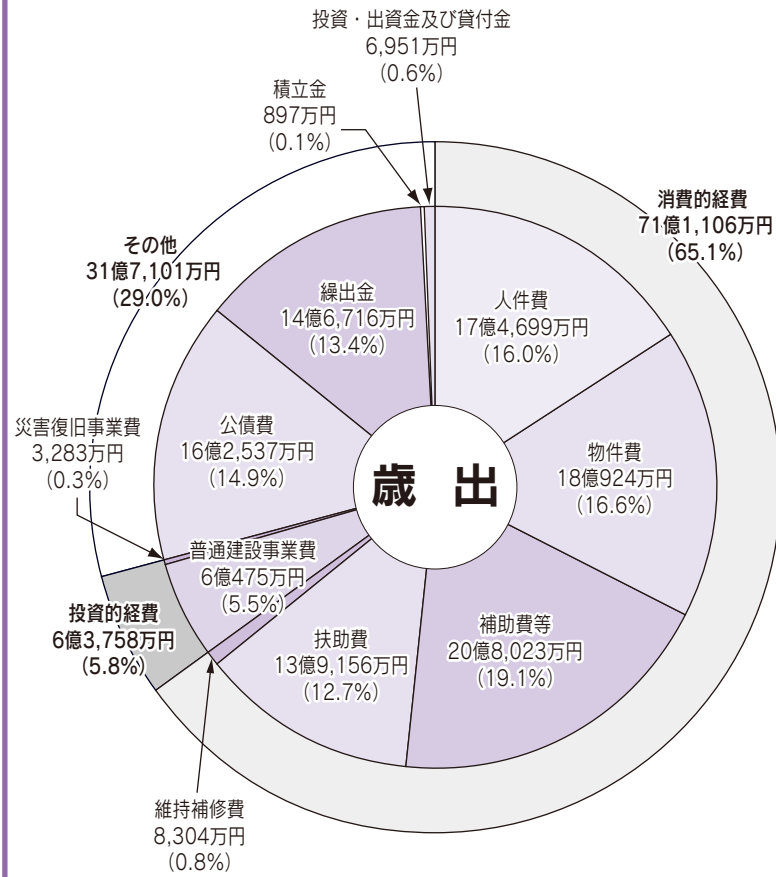 投資・出資金及び貸付金
6,951万円
(0.6%)
積立金
897万円
(0.1%)
消費的経費
71億1,106万円
(65.1%)
その他
31億7,101万円
(29.0%)
繰出金
14億6,716万円
(13.4%)
人件費
17億4,699万円
(16.0%)
公債費
16億2,537万円
(14.9%)
災害復旧事業費
3,283万円
(0.3%)
歳 出
物件費
18億924万円
(16.6%)
普通建設事業費
6億475万円
(5.5%)
投資的経費
6億3,758万円
(5.8%)
扶助費
13億9,156万円
(12.7%)
補助費等
20億8,023万円
(19.1%)
維持補修費
8,304万円
(0.8%)